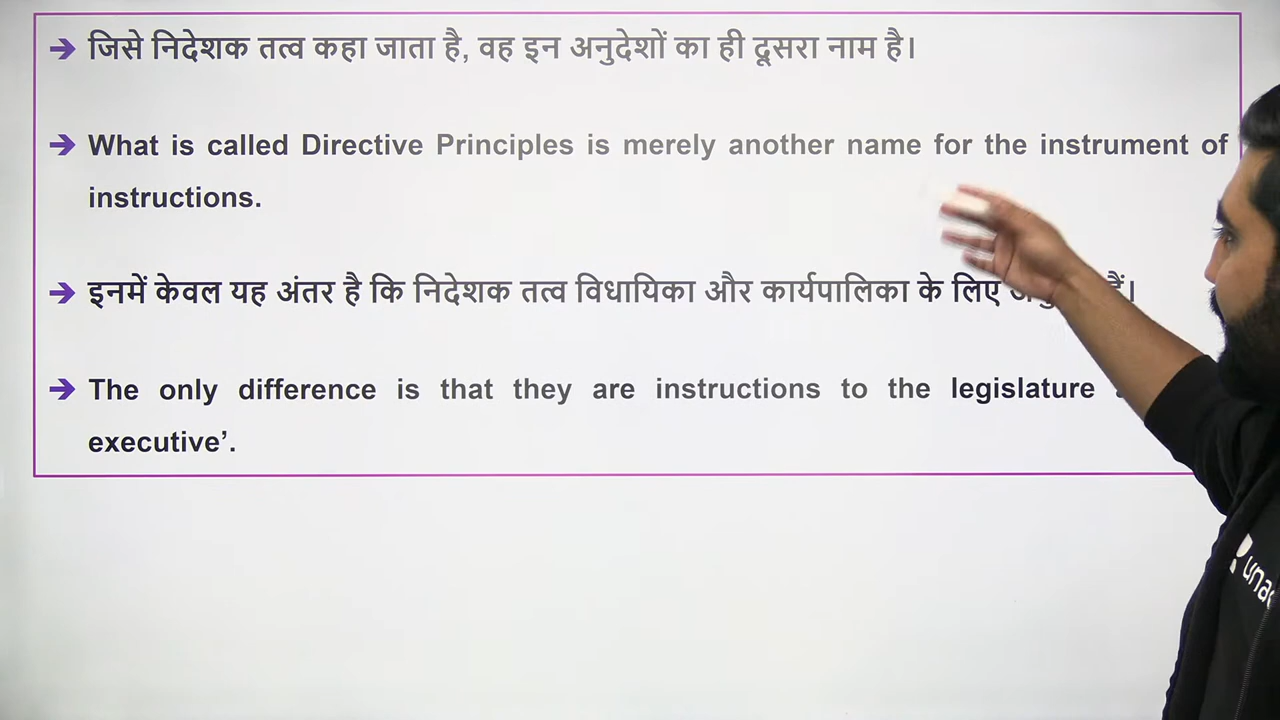 जिसे निदेशक तत्व कहा जाता है, वह इन अनुदेशों का ही दूसरा नाम है।
What is called Directive Principles is merely another name for the instrument of
instructions.
इनमें केवल यह अंतर है कि निदेशक तत्व विधायिका और कार्यपालिका के लिए हैं।
The only difference is that they are instructions to the legislature
executive’.